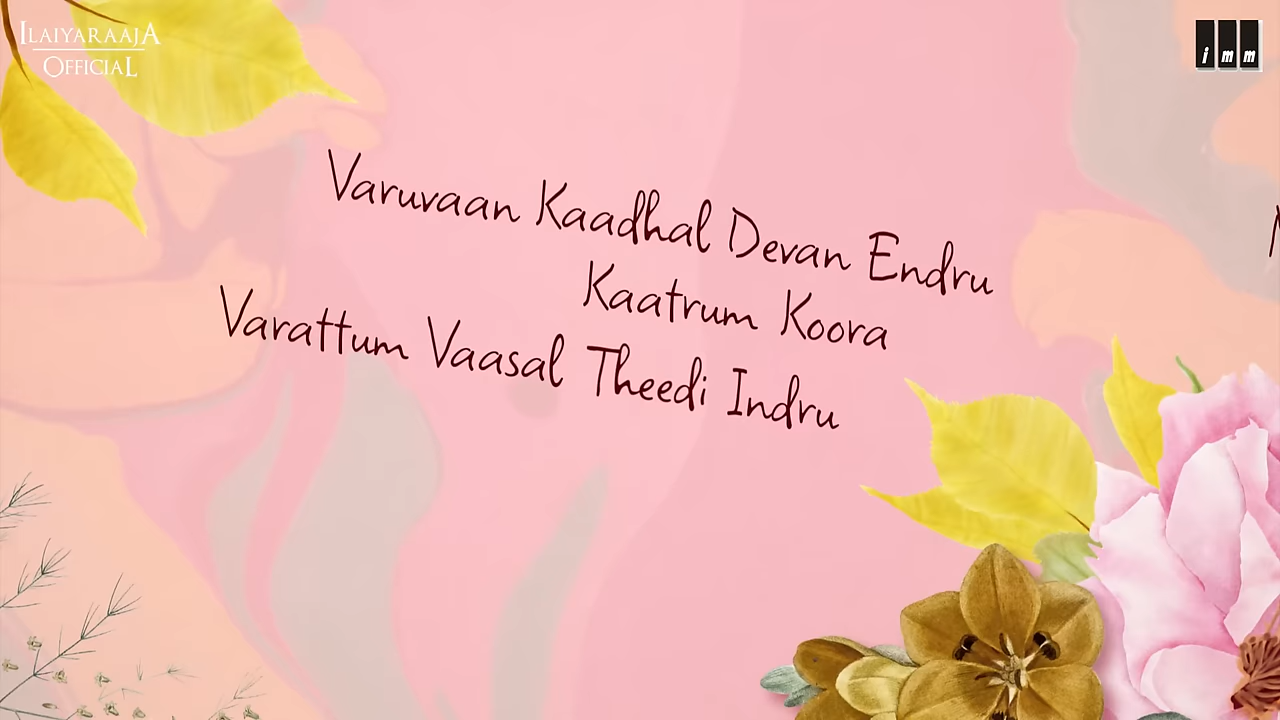 ILAIYARAAJA
OFFICIAL
imm
Varuvaan Kaadhal Devan Endru
Kaatrum Koora
Varattum Vaasal Theedi Indru